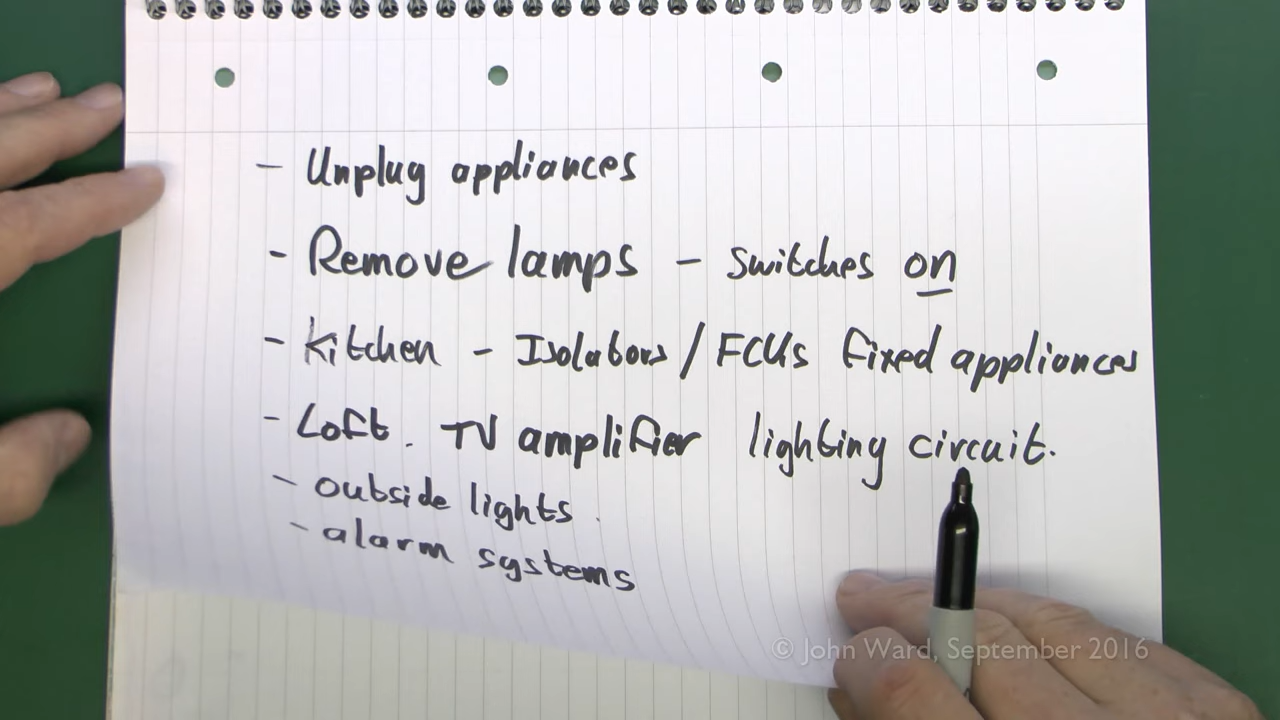 - Unplug appliances
- Remove lamps - switches on
- Kitchen - Isolators / FCUs fixed appliances
- Loft. TV amplifier lighting circuit.
- outside lights.
- alarm systems
© John Ward, September 2016